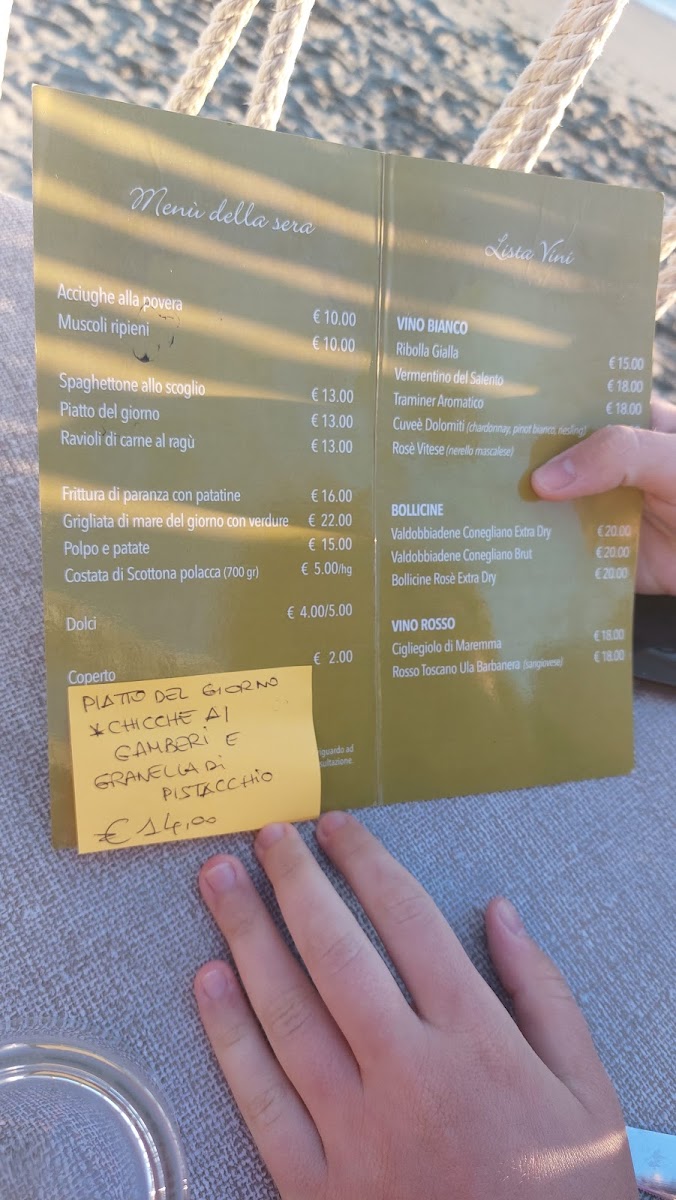 Menù della sera
Acciughe alla povera € 10.00
Muscoli ripieni € 10.00
Spaghettone allo scoglio € 13.00
Piatto del giorno € 13.00
Ravioli di carne al ragù € 13.00
Frittura di paranza con patatine € 16.00
Grigliata di mare del giorno con verdure € 22.00
Polpo e patate € 15.00
Costata di Scottona polacca (700 gr) € 5.00/hg
Dolci € 4.00/5.00
Coperto € 2.00
ad
PIATTO DEL GIORNO
*CHICCHE AI
GAMBERI E
GRANELLA DI
PISTACCHIO
€ 14,00
Lista Vini
VINO BIANCO
Ribolla Gialla € 15.00
Vermentino del Salento € 18.00
Traminer Aromatico € 18.00
Cuveè Dolomiti (chardonnay, pinot bianco, riesling)
Rosè Vitese (nerello mascalese)
BOLLICINE
Valdobbiadene Conegliano Extra Dry € 20.00
Valdobbiadene Conegliano Brut € 20.00
Bollicine Rosè Extra Dry € 20.00
VINO ROSSO
Cigliegiolo di Maremma € 18.00
Rosso Toscano Ula Barbanera (sangiovese) € 18.00